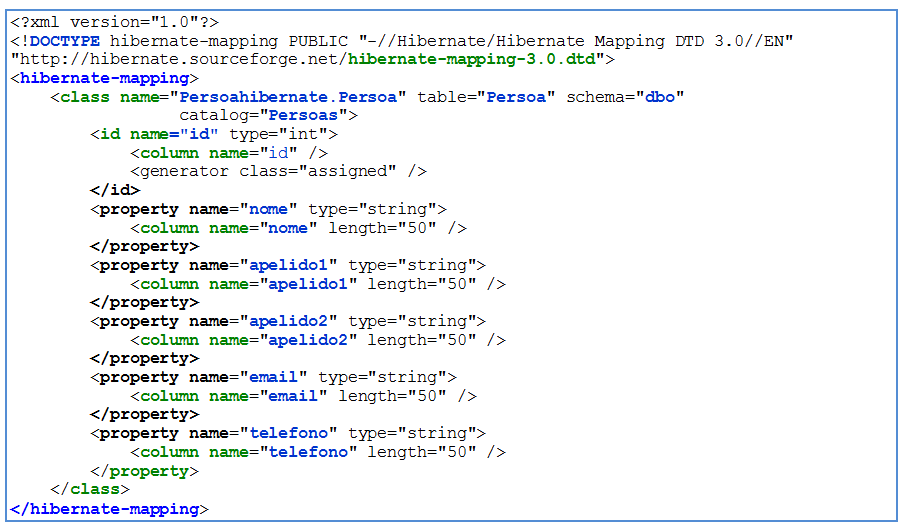 <?xml version="1.0"?>
<!DOCTYPE hibernate-mapping PUBLIC "-//Hibernate/Hibernate Mapping DTD 3.0//EN"
"http://hibernate.sourceforge.net/hibernate-mapping-3.0.dtd">
<hibernate-mapping>
    <class name="Persoahibernate.Persoa" table="Persoa" schema="dbo"
                 catalog="Persoas">
        <id name="id" type="int">
            <column name="id" />
            <generator class="assigned" />
        </id>
        <property name="nome" type="string">
            <column name="nome" length="50" />
        </property>
        <property name="apelido1" type="string">
            <column name="apelido1" length="50" />
        </property>
        <property name="apelido2" type="string">
            <column name="apelido2" length="50" />
        </property>
        <property name="email" type="string">
            <column name="email" length="50" />
        </property>
        <property name="telefono" type="string">
            <column name="telefono" length="50" />
        </property>
    </class>
</hibernate-mapping>